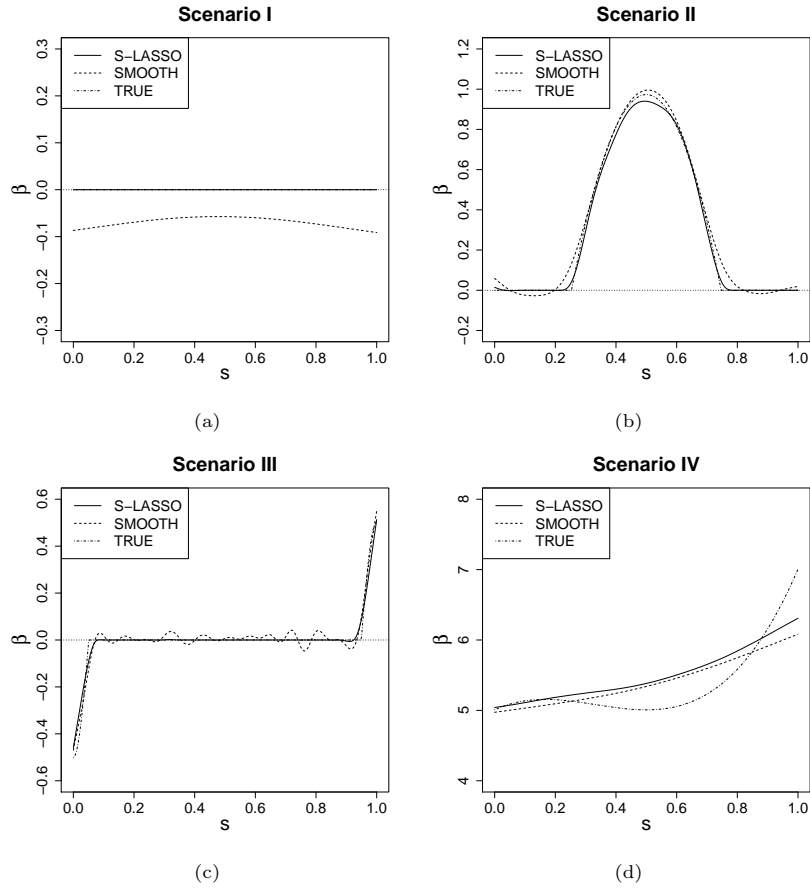 Scenario I
S−LASSO
SMOOTH
TRUE
0.3
0.2
0.1
0.0
−0.1
−0.2
−0.3
β
0.0 0.2 0.4 0.6 0.8 1.0
s
(a)
Scenario II
S−LASSO
SMOOTH
TRUE
1.2
1.0
0.8
0.6
0.4
0.2
0.0
−0.2
β
0.0 0.2 0.4 0.6 0.8 1.0
s
(b)
Scenario III
S−LASSO
SMOOTH
TRUE
0.6
0.4
0.2
0.0
−0.2
−0.4
−0.6
β
0.0 0.2 0.4 0.6 0.8 1.0
s
(c)
Scenario IV
S−LASSO
SMOOTH
TRUE
8
7
6
5
4
β
0.0 0.2 0.4 0.6 0.8 1.0
s
(d)